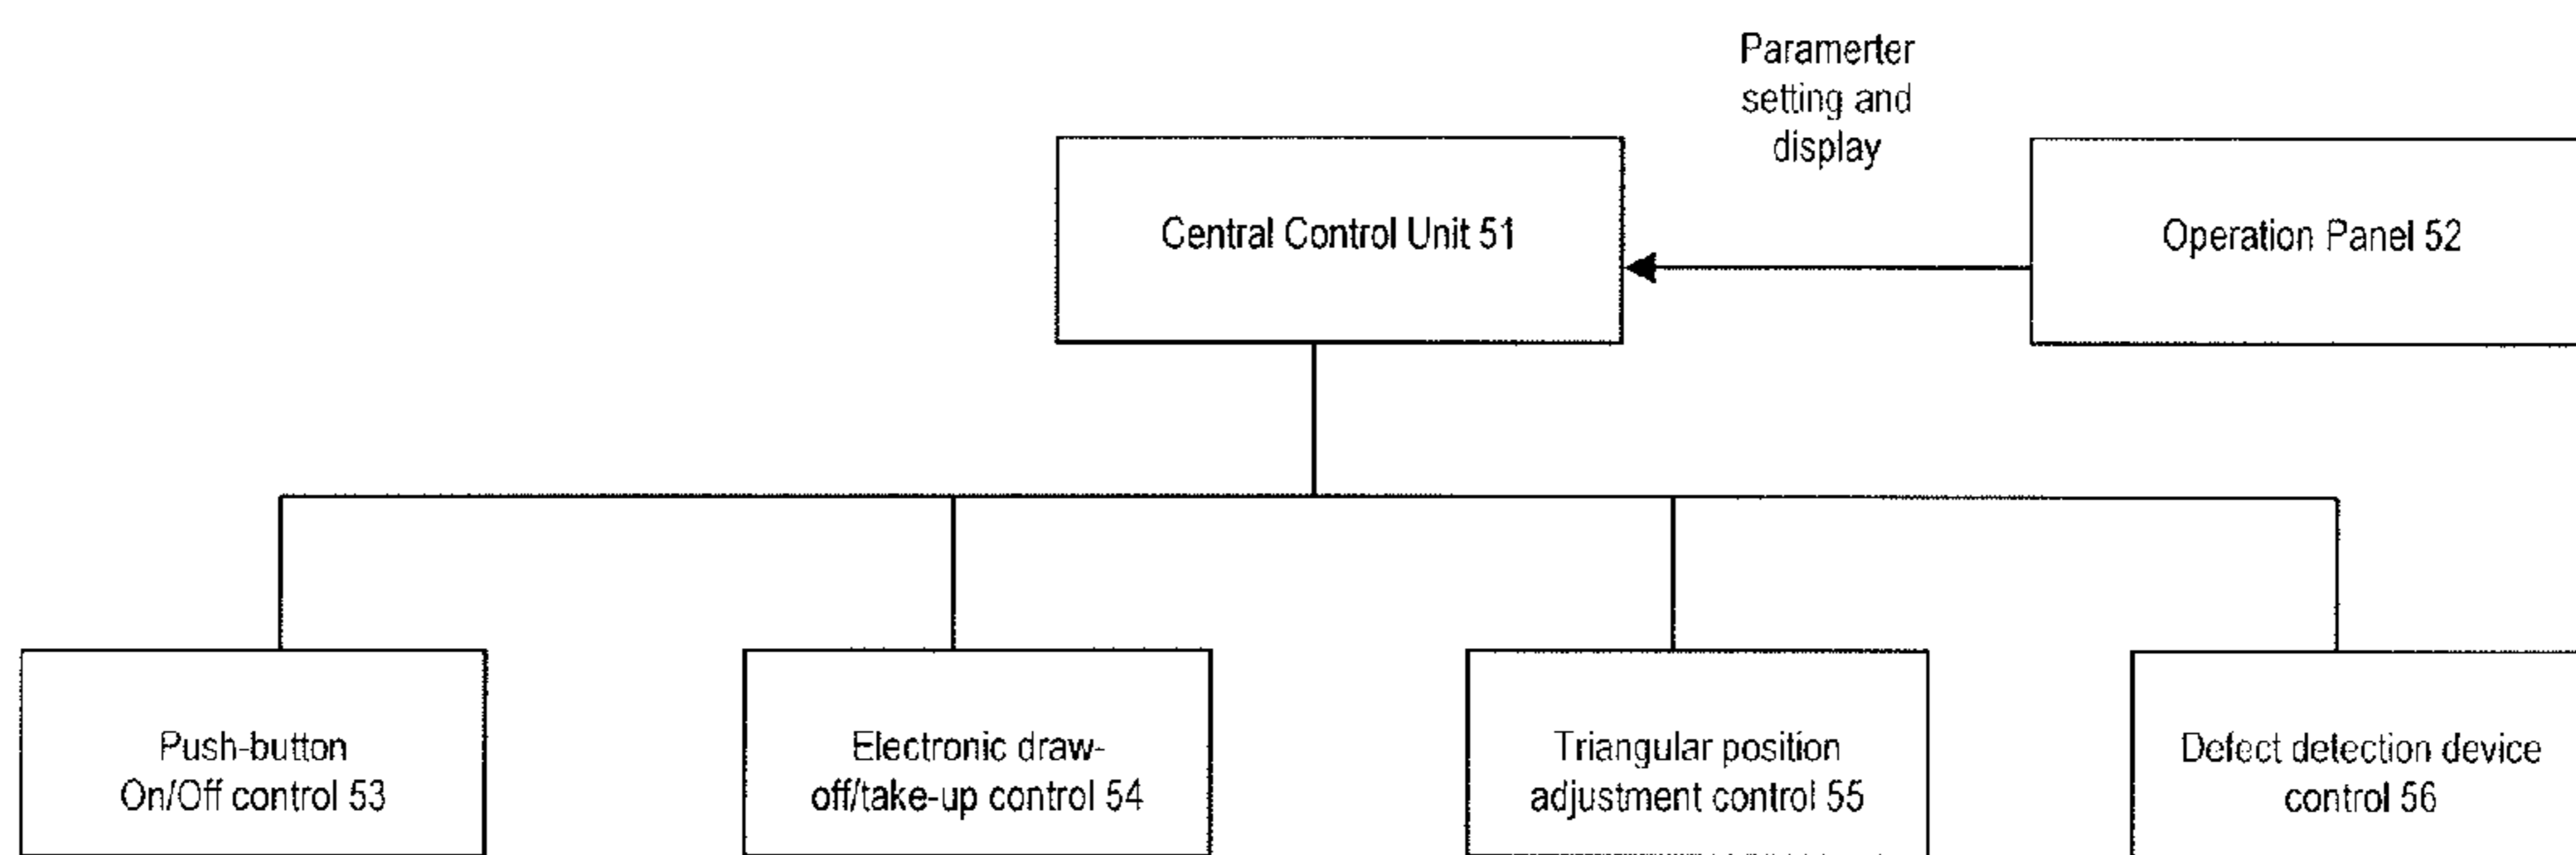 Paramerter
setting and
display
Central Control Unit 51
Operation Panel 52
Push-button
On/Off control 53
Electronic draw-
off/take-up control 54
Triangular position
adjustment control 55
Defect detection device
control 56